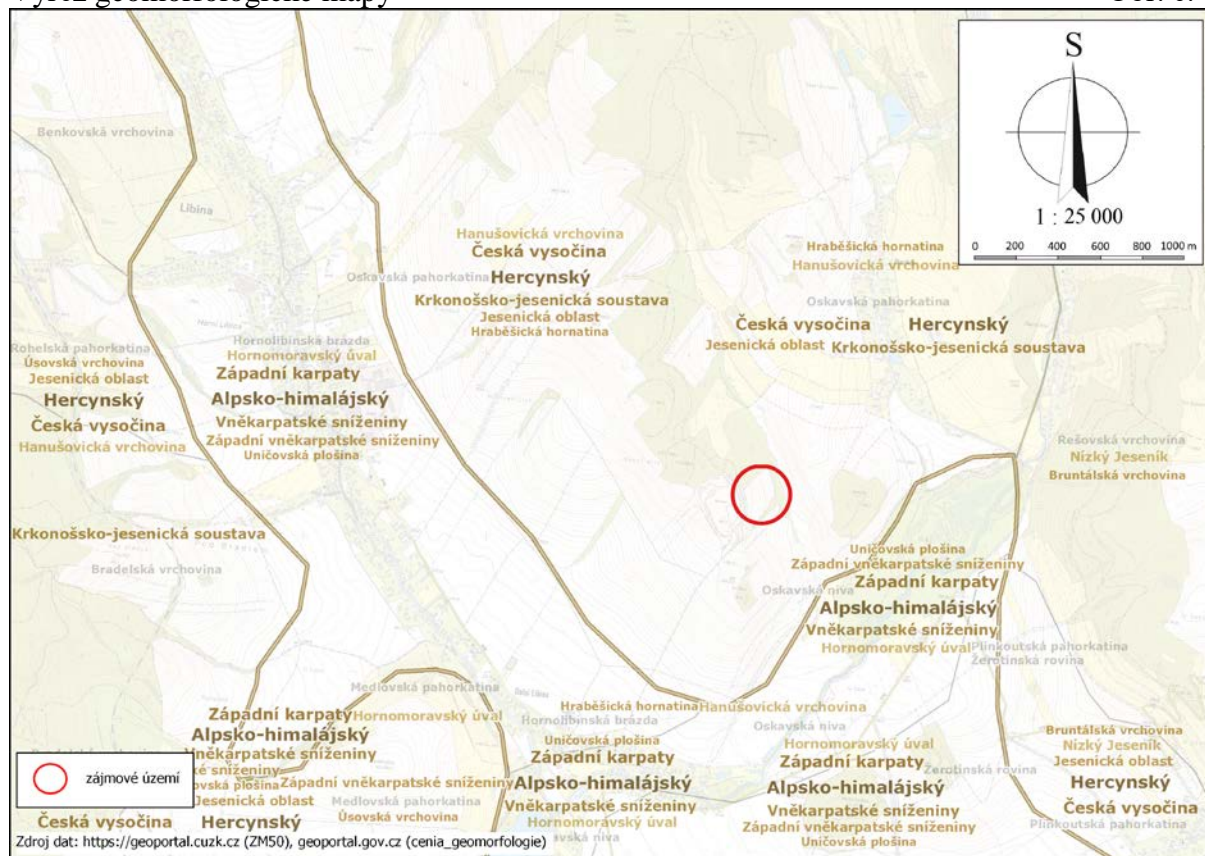 Výřez geomorfologické mapy
S
1 : 25 000
0 200 400 600 800 1000 m
Benkovská vrchovina
Libina
Hanušovická vrchovina
Česká vysočina
Oskavská pahorkatina
Hercynský
Krkonošsko-jesenická soustava
Jesenická oblast
Hraběšická hornatina
Hraběšická hornatina
Hanušovická vrchovina
Oskavská pahorkatina
Česká vysočina
Hercynský
Jesenická oblast
Krkonošsko-jesenická soustava
Horní Libina
Hornolibinská brázda
Hornomoravský úval
Západní karpaty
Alpsko-himalájský
Vněkarpatské sníženiny
Západní vněkarpatské sníženiny
Uničovská plošina
Rohelská pahorkatina
Úsovská vrchovina
Jesenická oblast
Hercynský
Česká vysočina
Hanušovická vrchovina
Krkonošsko-jesenická soustava
Bradelská vrchovina
Rešovská vrchovina
Nízký Jeseník
Bruntálská vrchovina
Uničovská plošina
Západní vněkarpatské sníženiny
Západní karpaty
Oskavská niva
Alpsko-himalájský
Vněkarpatské sníženiny
Hornomoravský úval
Plinkoutská pahorkatina
Žerotínská rovina
Medlovská pahorkatina
Západní karpaty
Hornomoravský úval
Alpsko-himalájský
Vněkarpatské sníženiny
Západní vněkarpatské sníženiny
Jesenická oblast
Medlovská pahorkatina
Úsovská vrchovina
Česká vysočina
Hercynský
Dolní Libina
Hraběšická hornatina
Hanušovická vrchovina
Hornolibinská brázda
Oskavská niva
Uničovská plošina
Západní karpaty
Alpsko-himalájský
Vněkarpatské sníženiny
Hornomoravský úval
Hornomoravský úval
Západní karpaty
Žerotínská rovina
Alpsko-himalájský
Vněkarpatské sníženiny
Západní vněkarpatské sníženiny
Uničovská plošina
Bruntálská vrchovina
Nízký Jeseník
Jesenická oblast
Hercynský
Česká vysočina
Plinkoutská pahorkatina
zájmové území
Zdroj dat: https://geoportal.cuzk.cz (ZM50), geoportal.gov.cz (cenia_geomorfologie)